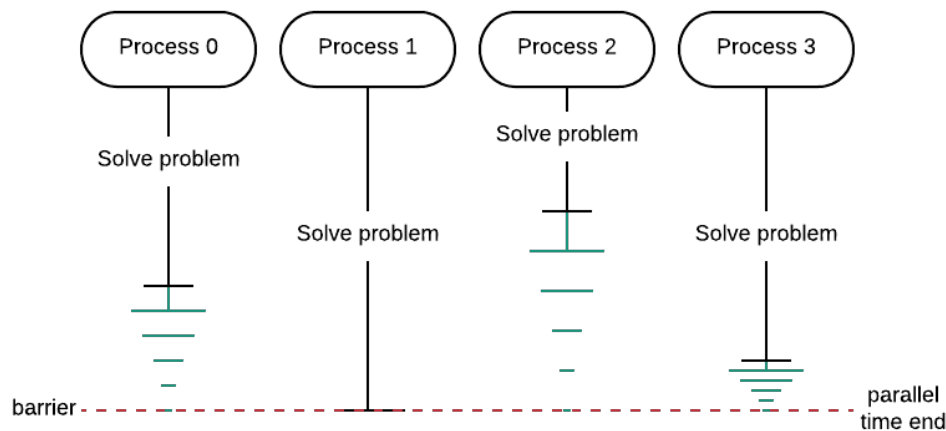 Process 0
Process 1
Process 2
Process 3
Solve problem
Solve problem
Solve problem
Solve problem
barrier
parallel
time end